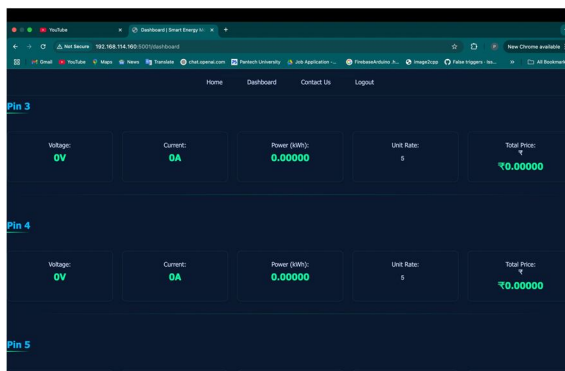 YouTube
Dashboard | Smart Energy M
Not Secure 192.168.114.160:5001/dashboard
New Chrome available
Gmail YouTube Maps News Translate chat.openai.com Pantech University Job Application -... FirebaseArduino .h... image2cpp False triggers · Iss... » All Bookmark
Home Dashboard Contact Us Logout
Pin 3
Voltage: Current: Power (kWh): Unit Rate: Total Price:
₹
0V 0A 0.00000 5 ₹0.00000
Pin 4
Voltage: Current: Power (kWh): Unit Rate: Total Price:
₹
0V 0A 0.00000 5 ₹0.00000
Pin 5